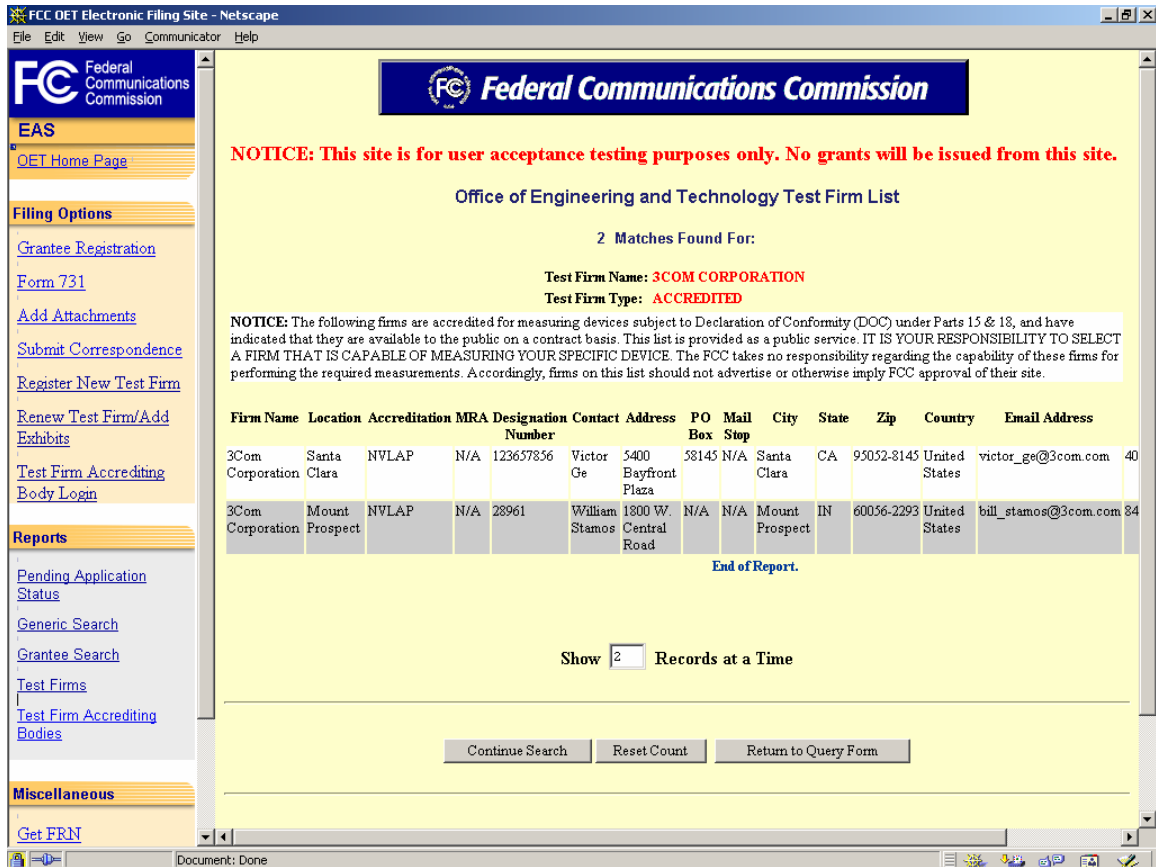 FCC OET Electronic Filing Site - Netscape
File Edit View Go Communicator Help
FC Federal
Communications
Commission
EAS
OET Home Page
Filing Options
Grantee Registration
Form 731
Add Attachments
Submit Correspondence
Register New Test Firm
Renew Test Firm/Add
Exhibits
Test Firm Accrediting
Body Login
Reports
Pending Application
Status
Generic Search
Grantee Search
Test Firms
Test Firm Accrediting
Bodies
Miscellaneous
Get FRN
FC Federal Communications Commission
NOTICE: This site is for user acceptance testing purposes only. No grants will be issued from this site.
Office of Engineering and Technology Test Firm List
2 Matches Found For:
Test Firm Name: 3COM CORPORATION
Test Firm Type: ACCREDITED
NOTICE: The following firms are accredited for measuring devices subject to Declaration of Conformity (DOC) under Parts 15 & 18, and have
indicated that they are available to the public on a contract basis. This list is provided as a public service. IT IS YOUR RESPONSIBILITY TO SELECT
A FIRM THAT IS CAPABLE OF MEASURING YOUR SPECIFIC DEVICE. The FCC takes no responsibility regarding the capability of these firms for
performing the required measurements. Accordingly, firms on this list should not advertise or otherwise imply FCC approval of their site.
Firm Name Location Accreditation MRA Designation Contact Address PO Mail City State Zip Country Email Address
Number Box Stop
3Com Santa NVLAP N/A 123657856 Victor 5400 58145 N/A Santa CA 95052-8145 United victor_ge@3com.com 40
Corporation Clara Ge Bayfront Clara States
Plaza
3Com Mount NVLAP N/A 28961 William 1800 W. N/A N/A Mount IN 60056-2293 United bill_stamos@3com.com 84
Corporation Prospect Stamos Central Prospect States
Road
End of Report.
Show 2 Records at a Time
Continue Search Reset Count Return to Query Form
Document: Done